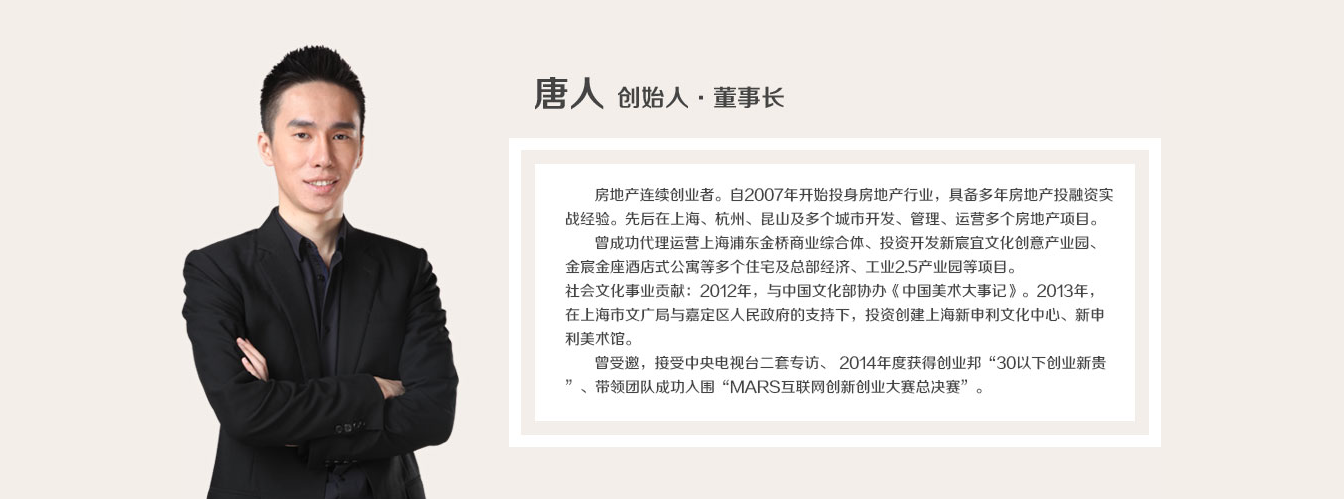 唐人 创始人·董事长
房地产连续创业者。自2007年开始投身房地产行业，具备多年房地产投融资实
战经验。先后在上海、杭州、昆山及多个城市开发、管理、运营多个房地产项目。
曾成功代理运营上海浦东金桥商业综合体、投资开发新宸宜文化创意产业园、
金宸金座酒店式公寓等多个住宅及总部经济、工业2.5产业园等项目。
社会文化事业贡献：2012年，与中国文化部协办《中国美术大事记》。2013年，
在上海市文广局与嘉定区人民政府的支持下，投资创建上海新申利文化中心、新申
利美术馆。
曾受邀，接受中央电视台二套专访、 2014年度获得创业邦“30以下创业新贵
”、带领团队成功入围“MARS互联网创新创业大赛总决赛”。